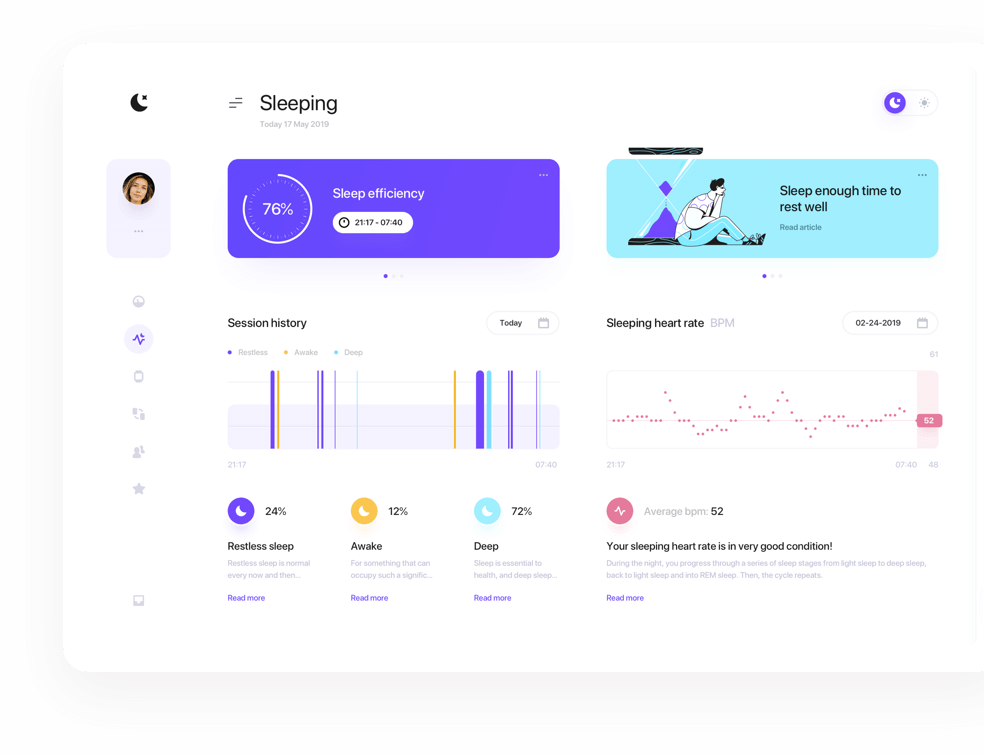 Sleeping
Today 17 May 2019
76%
Sleep efficiency
21:17 - 07:40
Sleep enough time to
rest well
Read article
Session history
Today
Restless
Awake
Deep
21:17
07:40
Sleeping heart rate BPM
02-24-2019
61
52
21:17
07:40
48
24%
Restless sleep
Restless sleep is normal
every now and then...
Read more
12%
Awake
For something that can
occupy such a signific...
Read more
72%
Deep
Sleep is essential to
health, and deep sleep...
Read more
Average bpm: 52
Your sleeping heart rate is in very good condition!
During the night, you progress through a series of sleep stages from light sleep to deep sleep,
back to light sleep and into REM sleep. Then, the cycle repeats.
Read more